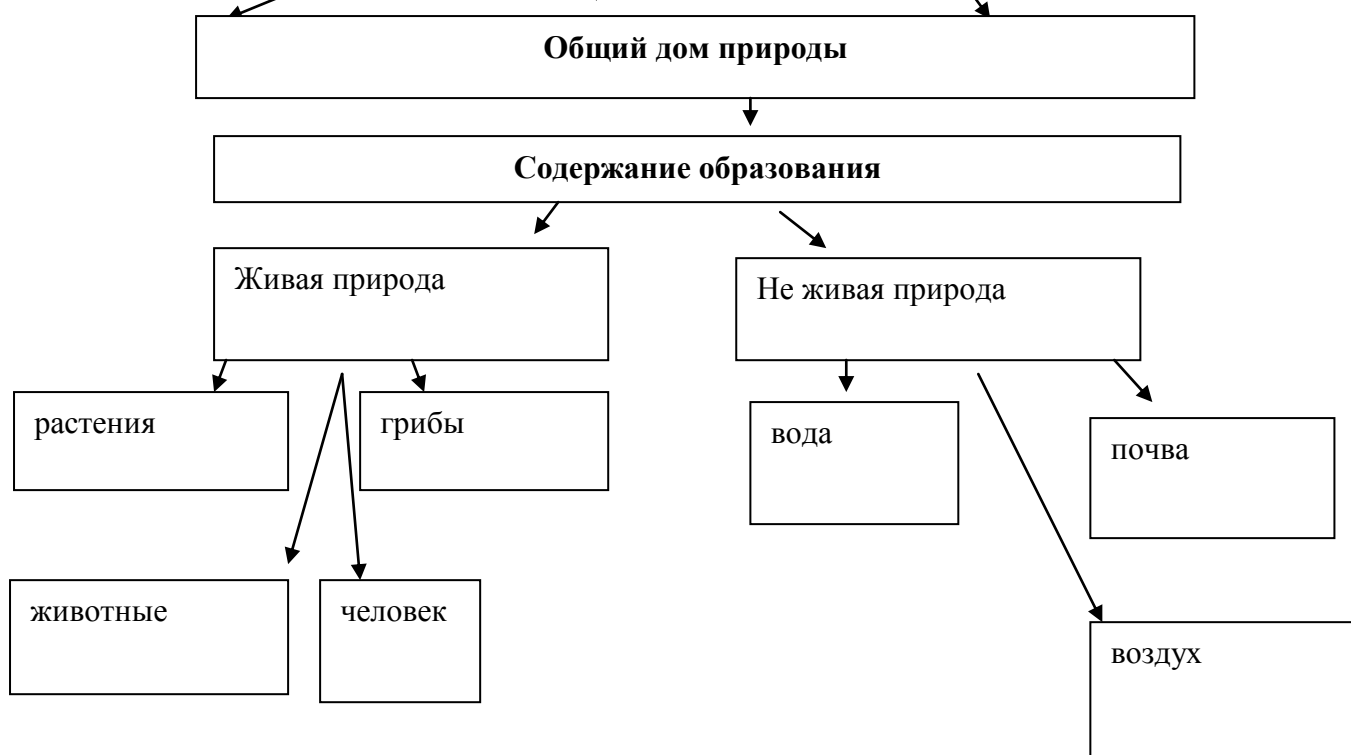 Общий дом природы
Содержание образования
Живая природа
Не живая природа
растения
грибы
вода
почва
животные
человек
воздух